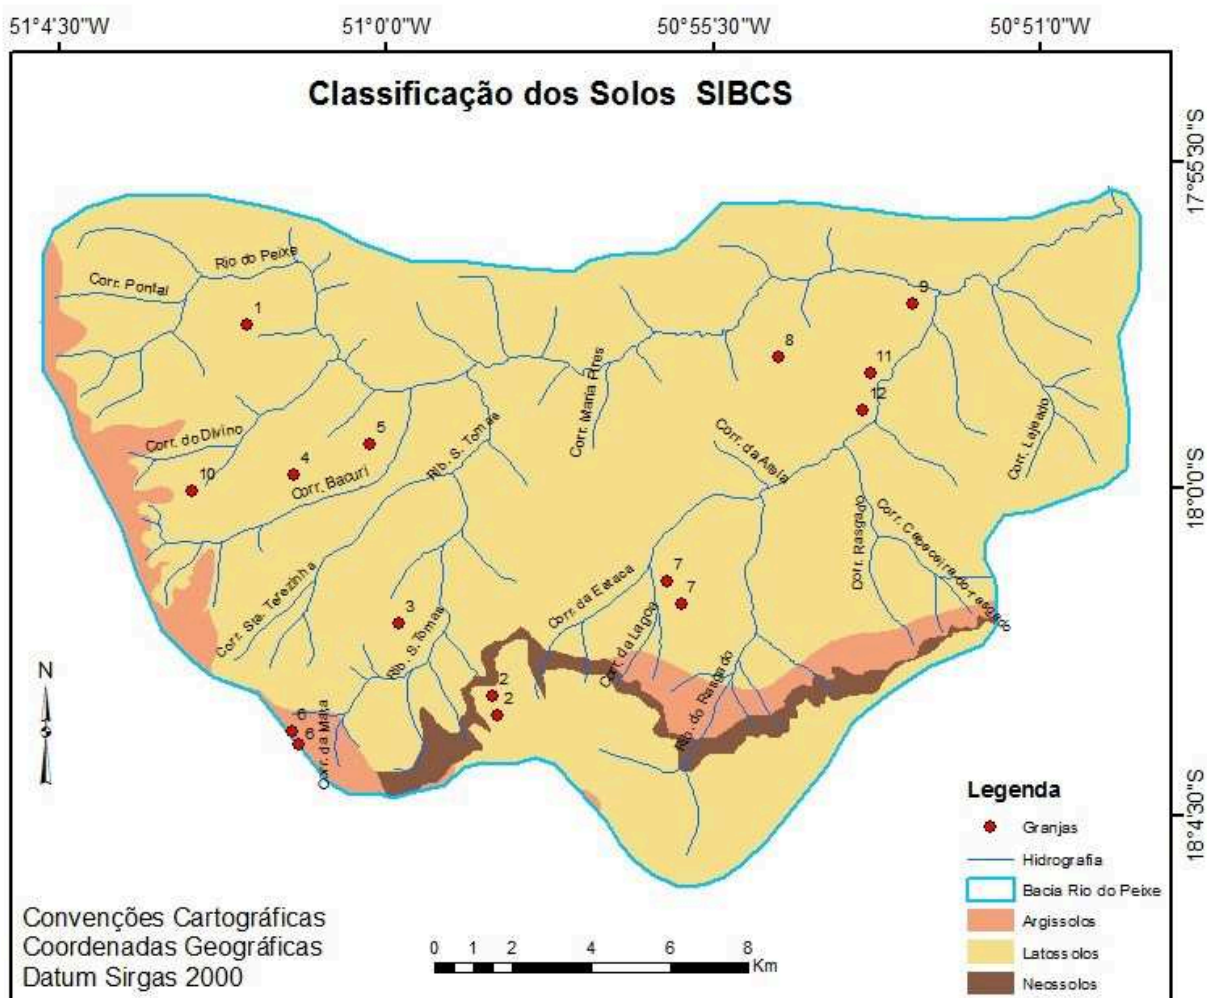 51°4'30"W 51°0'0"W 50°55'30"W 50°51'0"W
Classificação dos Solos SIBCS
17°55'30"S
Rio do Peixe
Corr. Pontal
9
1
8
11
Corr. Maria Pires
12
Corr. Lajeado
Rib. S. Tomas
Corr. do Divino
5
Corr. da Areia
4
10
Corr. Bacuri
18°0'0"S
Corr. Rasgado
Corr. Cabeceira do rasgado
7
Corr. da Estaca
7
Corr. Sta. Terezinha
3
Corr. da Lagoa
Rib. S.Tomas
N
2
Rib. do Rasgado
2
6
6
Corr. da Mata
Legenda
18°4'30"S
Granjas
Hidrografia
Bacia Rio do Peixe
Argissolos
Latossolos
Neossolos
Convenções Cartográficas
Coordenadas Geográficas
Datum Sirgas 2000
0 1 2 4 6 8
Km